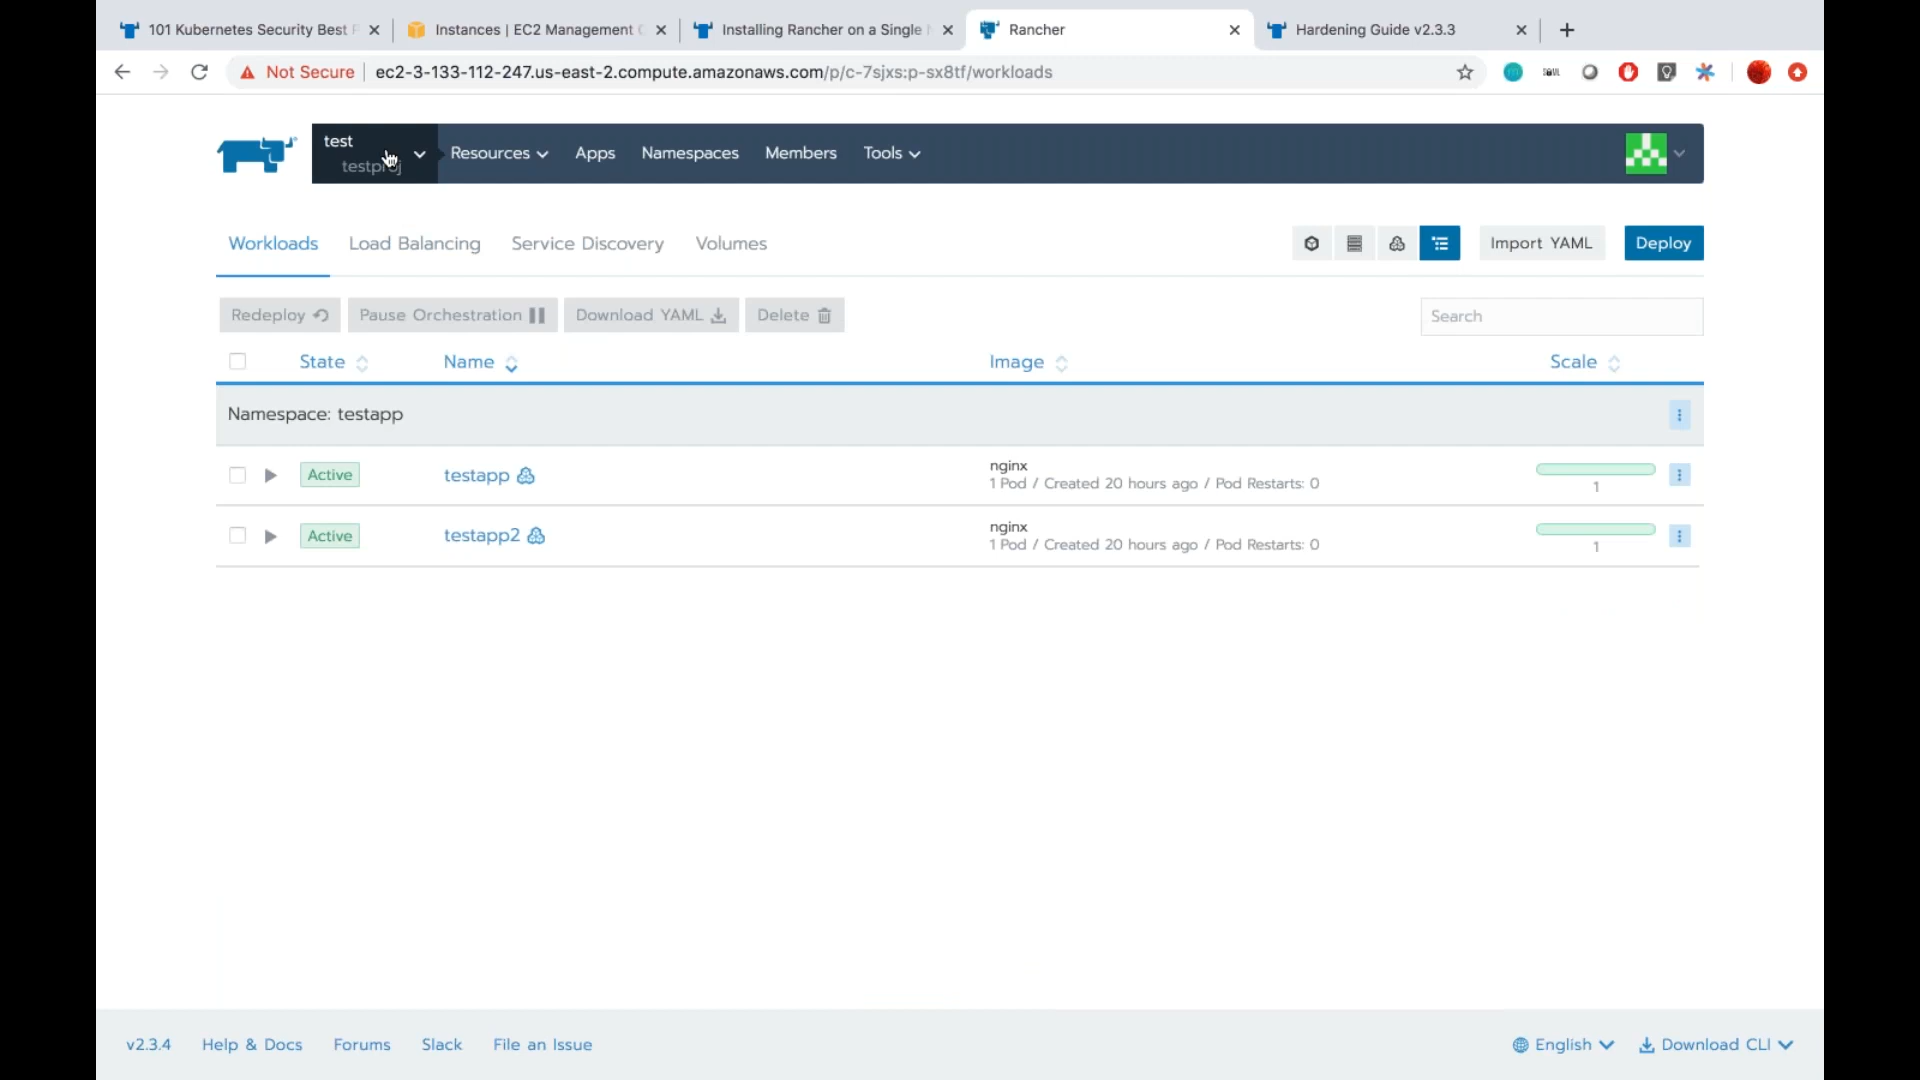 101 Kubernetes Security Best P
Instances | EC2 Management C
Installing Rancher on a Single N
Rancher
Hardening Guide v2.3.3
Not Secure
ec2-3-133-112-247.us-east-2.compute.amazonaws.com/p/c-7sjxs:p-sx8tf/workloads
test
testproj
Resources
Apps
Namespaces
Members
Tools
Workloads
Load Balancing
Service Discovery
Volumes
Import YAML
Deploy
Redeploy
Pause Orchestration
Download YAML
Delete
Search
State
Name
Image
Scale
Namespace: testapp
Active
testapp
nginx
1 Pod / Created 20 hours ago / Pod Restarts: 0
1
Active
testapp2
nginx
1 Pod / Created 20 hours ago / Pod Restarts: 0
1
v2.3.4
Help & Docs
Forums
Slack
File an Issue
English
Download CLI